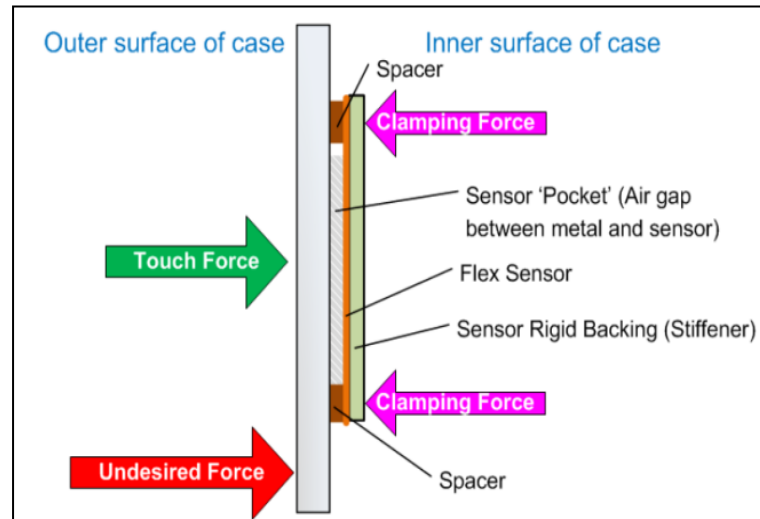 Outer surface of case
Inner surface of case
Spacer
Clamping Force
Sensor ‘Pocket’ (Air gap
between metal and sensor)
Touch Force
Flex Sensor
Sensor Rigid Backing (Stiffener)
Clamping Force
Undesired Force
Spacer